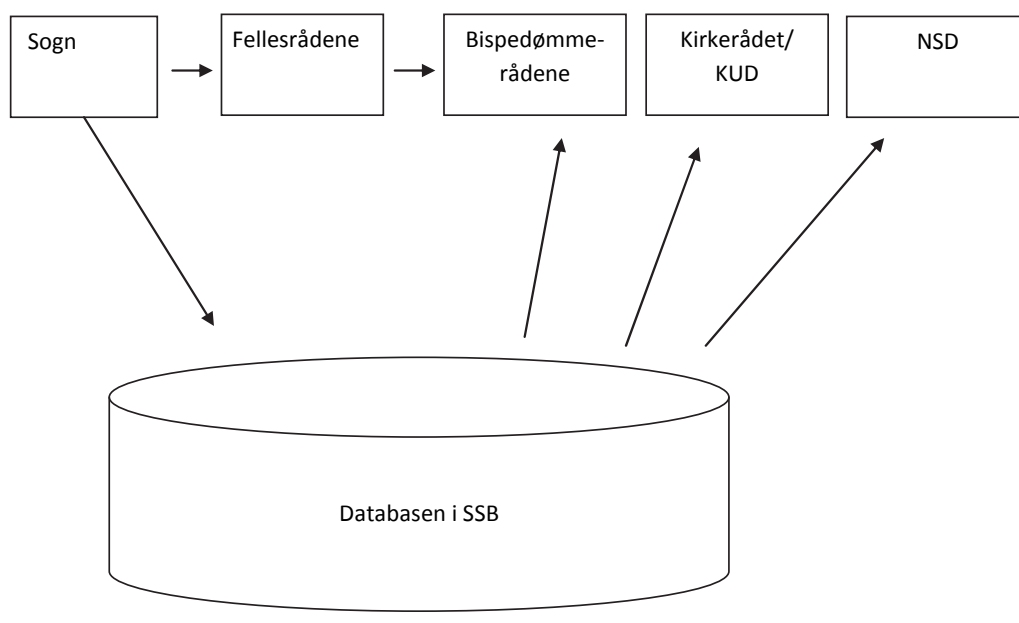 Sogn
Fellesrådene
Bispedømme-
rådene
Kirkerådet/
KUD
NSD
Databasen i SSB